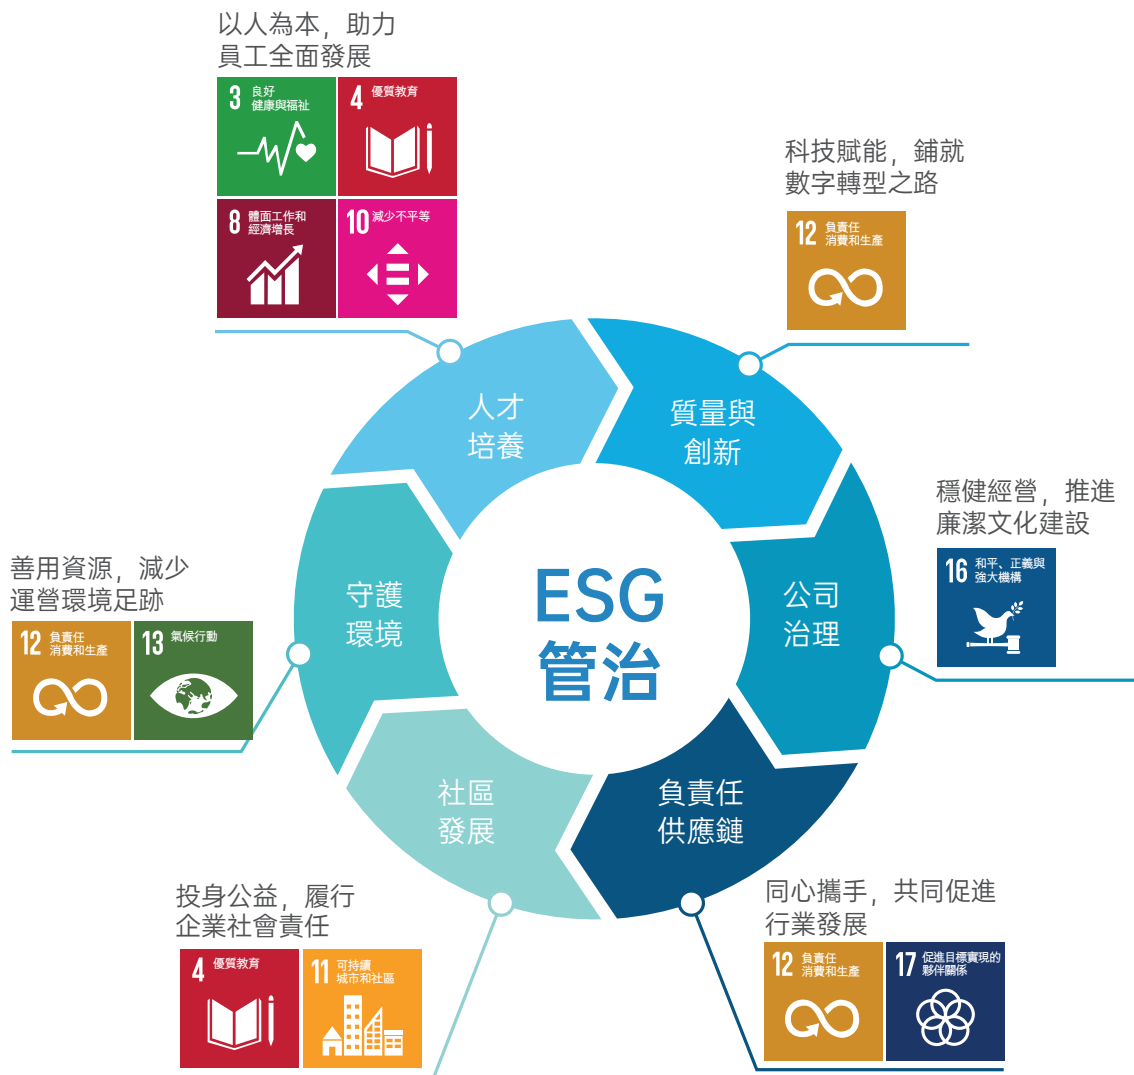 以人為本，助力
員工全面發展
3 良好
健康與福祉
4 優質教育
8 體面工作和
經濟增長
10 減少不平等
科技賦能，鋪就
數字轉型之路
12 負責任
消費和生產
人才
培養
質量與
創新
穩健經營，推進
廉潔文化建設
16 和平、正義與
強大機構
善用資源，減少
運營環境足跡
12 負責任
消費和生產
13 氣候行動
守護
環境
ESG
管治
公司
治理
社區
發展
負責任
供應鏈
投身公益，履行
企業社會責任
4 優質教育
11 可持續
城市和社區
同心攜手，共同促進
行業發展
12 負責任
消費和生產
17 促進目標實現的
夥伴關係